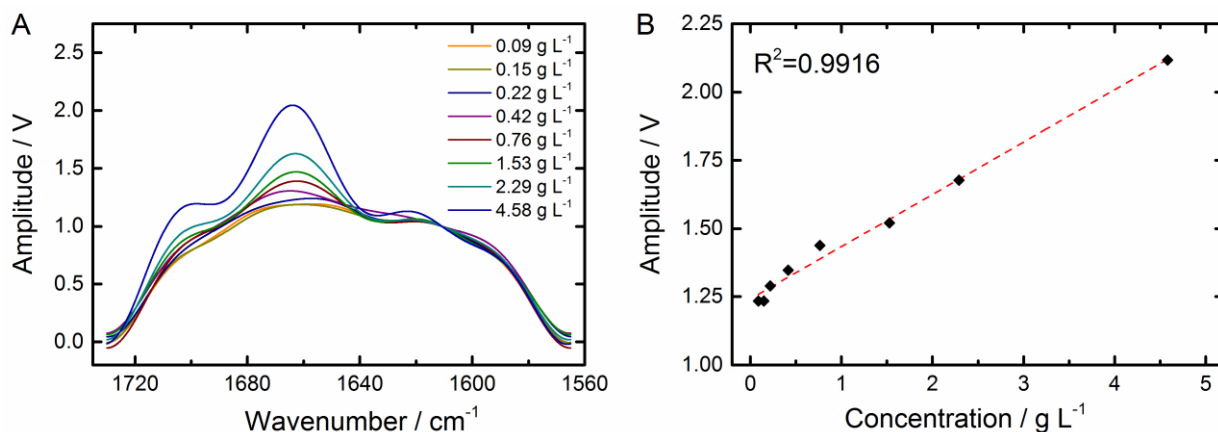 A
2.5
2.0
1.5
1.0
0.5
0.0
Amplitude / V
1720
1680
1640
1600
1560
Wavenumber / cm⁻¹
0.09 g L⁻¹
0.15 g L⁻¹
0.22 g L⁻¹
0.42 g L⁻¹
0.76 g L⁻¹
1.53 g L⁻¹
2.29 g L⁻¹
4.58 g L⁻¹
B
R²=0.9916
2.25
2.00
1.75
1.50
1.25
1.00
Amplitude / V
0
1
2
3
4
5
Concentration / g L⁻¹